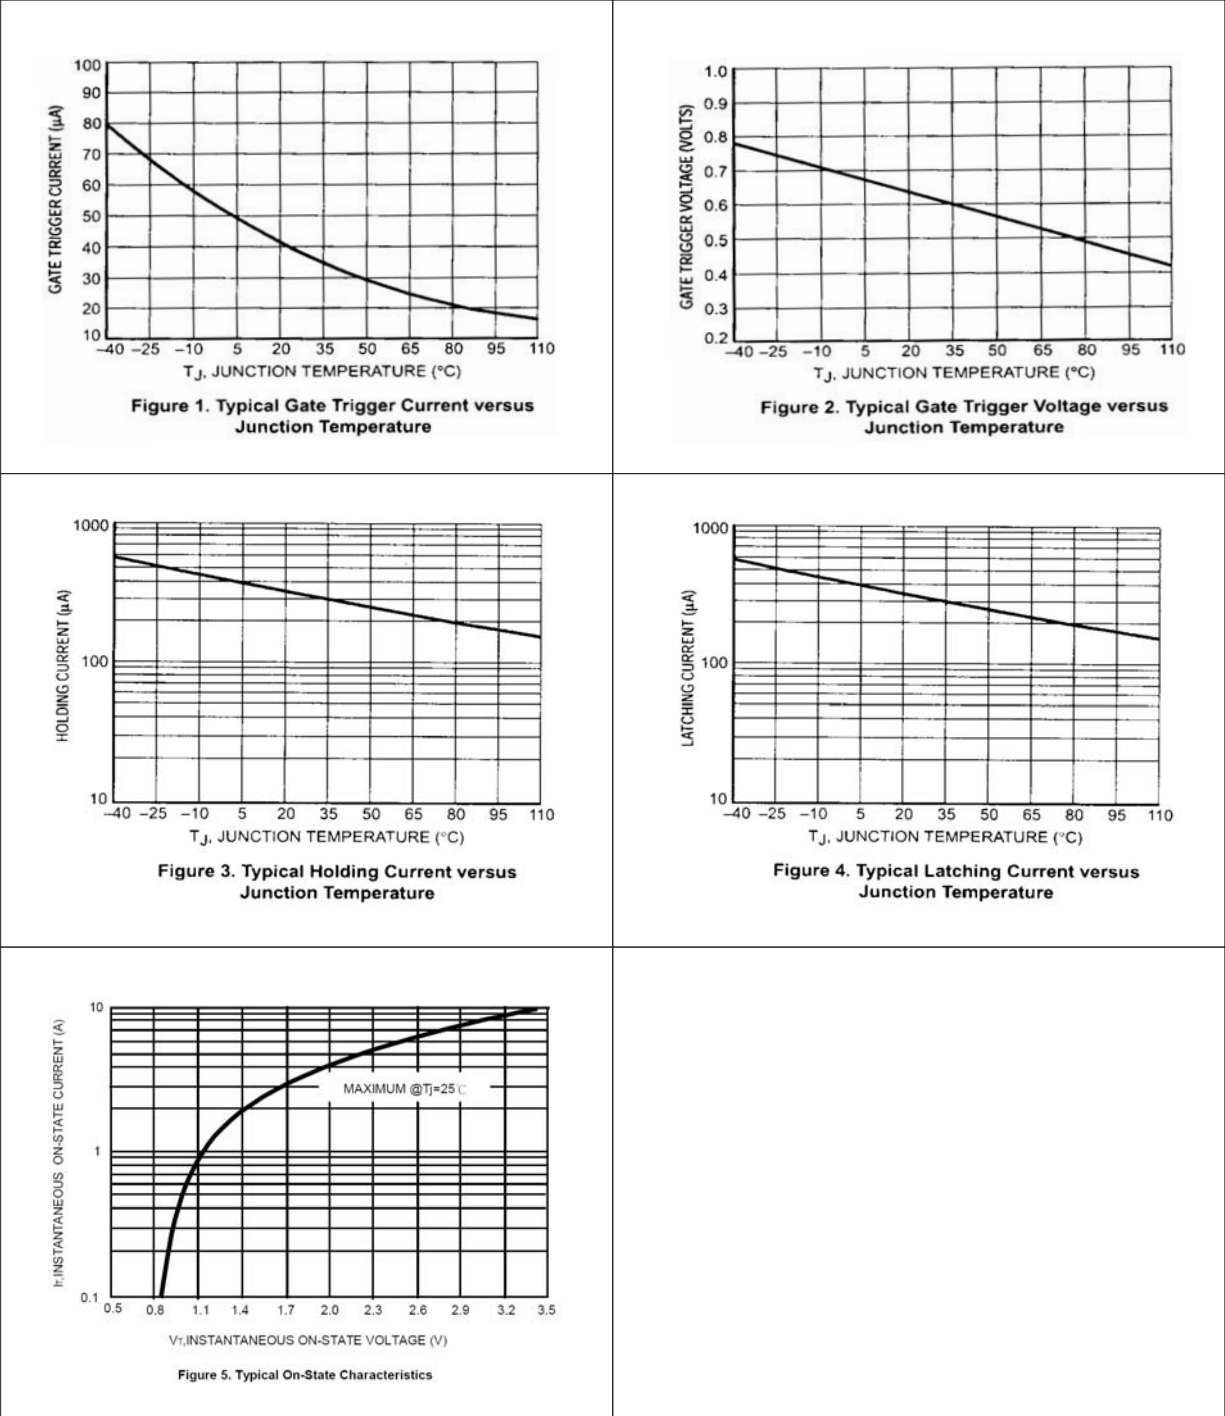 100
90
80
70
60
50
40
30
20
10
GATE TRIGGER CURRENT (µA)
–40 –25 –10 5 20 35 50 65 80 95 110
TJ, JUNCTION TEMPERATURE (°C)
Figure 1. Typical Gate Trigger Current versus
Junction Temperature
1.0
0.9
0.8
0.7
0.6
0.5
0.4
0.3
0.2
GATE TRIGGER VOLTAGE (VOLTS)
–40 –25 –10 5 20 35 50 65 80 95 110
TJ, JUNCTION TEMPERATURE (°C)
Figure 2. Typical Gate Trigger Voltage versus
Junction Temperature
1000
100
10
HOLDING CURRENT (µA)
–40 –25 –10 5 20 35 50 65 80 95 110
TJ, JUNCTION TEMPERATURE (°C)
Figure 3. Typical Holding Current versus
Junction Temperature
1000
100
10
LATCHING CURRENT (µA)
–40 –25 –10 5 20 35 50 65 80 95 110
TJ, JUNCTION TEMPERATURE (°C)
Figure 4. Typical Latching Current versus
Junction Temperature
10
1
0.1
IT,INSTANTANEOUS ON-STATE CURRENT (A)
MAXIMUM @Tj=25℃
0.5 0.8 1.1 1.4 1.7 2.0 2.3 2.6 2.9 3.2 3.5
VT,INSTANTANEOUS ON-STATE VOLTAGE (V)
Figure 5. Typical On-State Characteristics